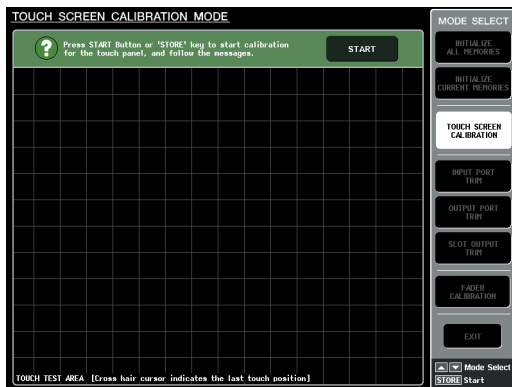 TOUCH SCREEN CALIBRATION MODE
Press START Button or 'STORE' key to start calibration
for the touch panel, and follow the messages.
START
TOUCH TEST AREA [Cross hair cursor indicates the last touch position]
MODE SELECT
INITIALIZE
ALL MEMORIES
INITIALIZE
CURRENT MEMORIES
TOUCH SCREEN
CALIBRATION
INPUT PORT
TRIM
OUTPUT PORT
TRIM
SLOT OUTPUT
TRIM
FADER
CALIBRATION
EXIT
Mode Select
STORE Start